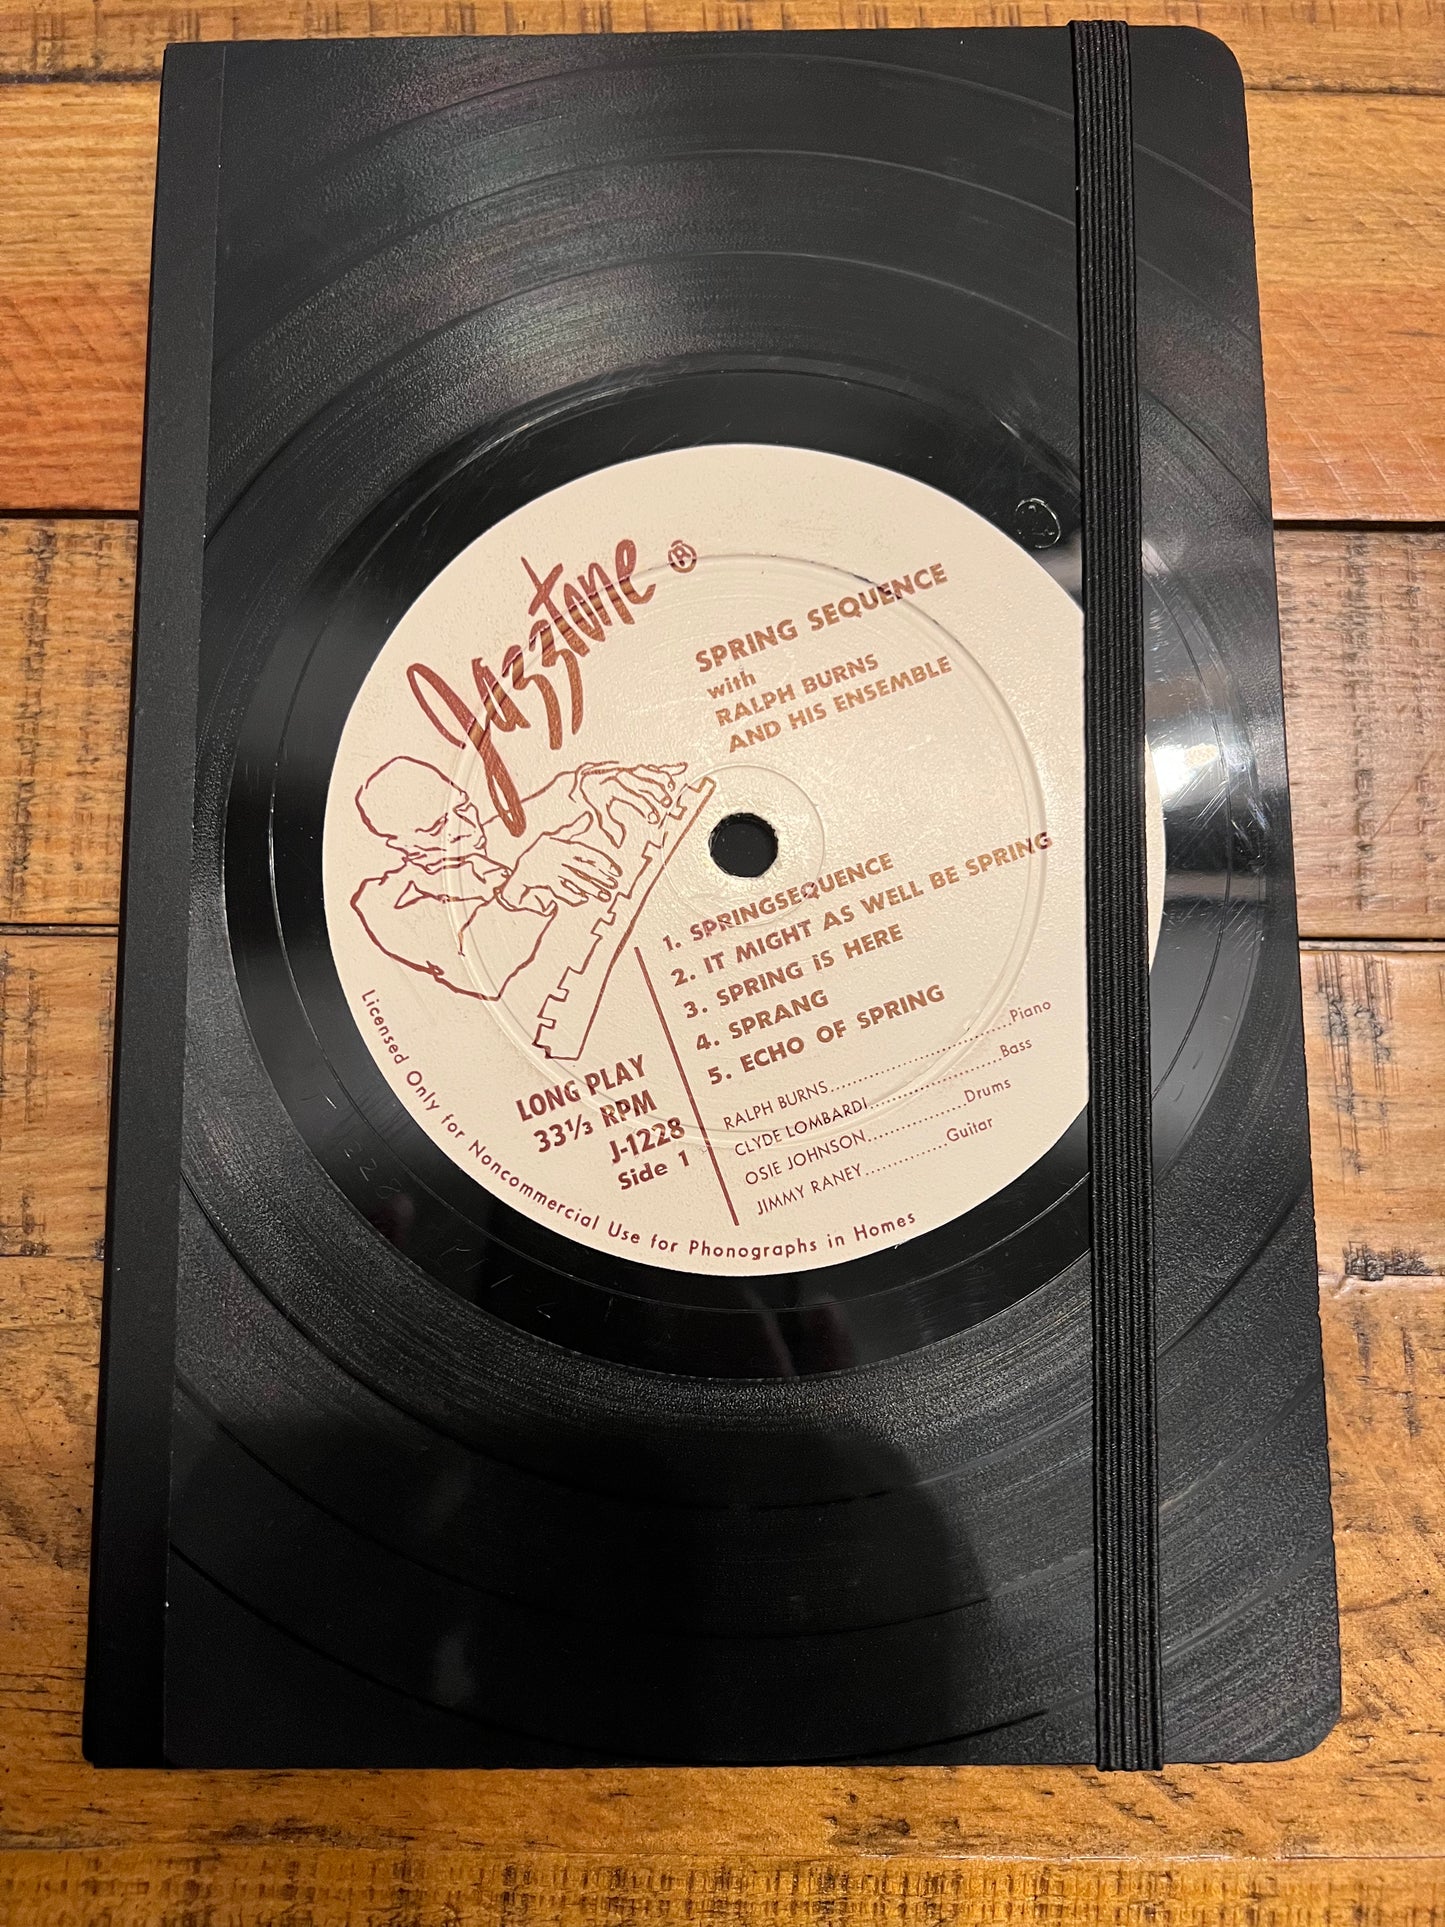 Jazztone ®
SPRING SEQUENCE
with
RALPH BURNS
AND HIS ENSEMBLE
1. SPRINGSEQUENCE
2. IT MIGHT AS WELL BE SPRING
3. SPRING iS HERE
4. SPRANG
5. ECHO OF SPRING
RALPH BURNS..............................Piano
CLYDE LOMBARDI......................Bass
OSIE JOHNSON................Drums
JIMMY RANEY..............Guitar
LONG PLAY
33⅓ RPM
J-1228
Side 1
Licensed Only for Noncommercial Use for Phonographs in Homes